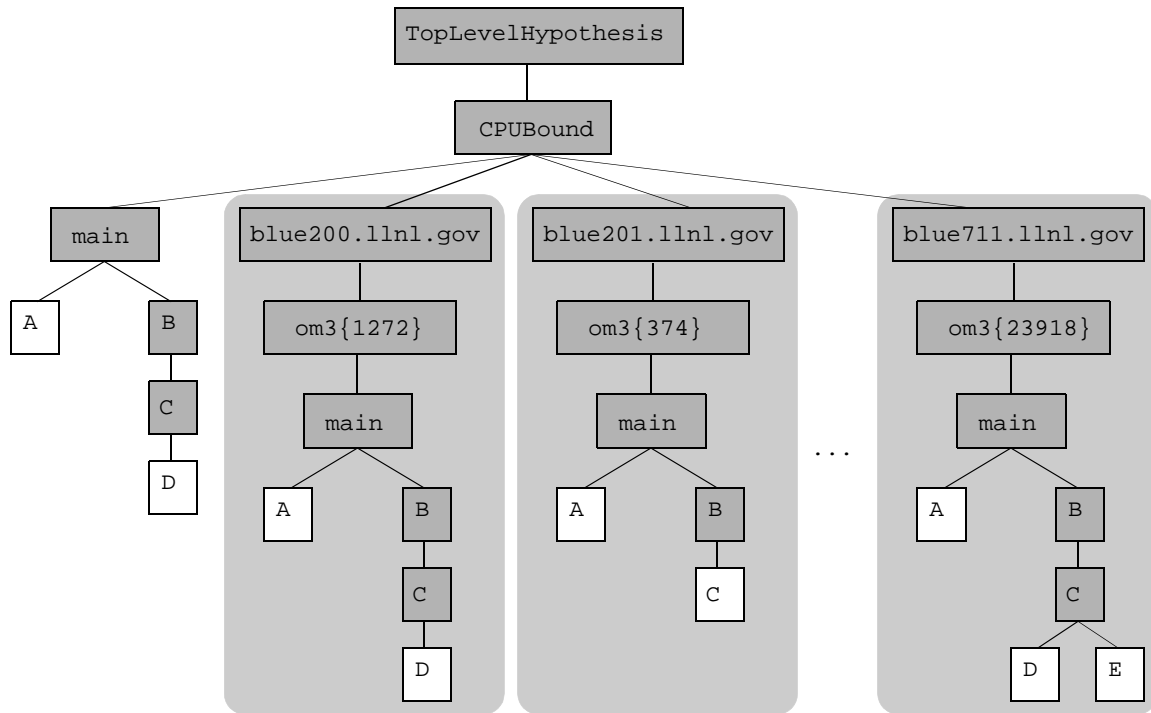 TopLevelHypothesis
CPUBound
main
blue200.llnl.gov
blue201.llnl.gov
blue711.llnl.gov
A
B
om3{1272}
om3{374}
om3{23918}
C
main
main
main
...
D
A
B
A
B
A
B
C
C
C
D
D
E